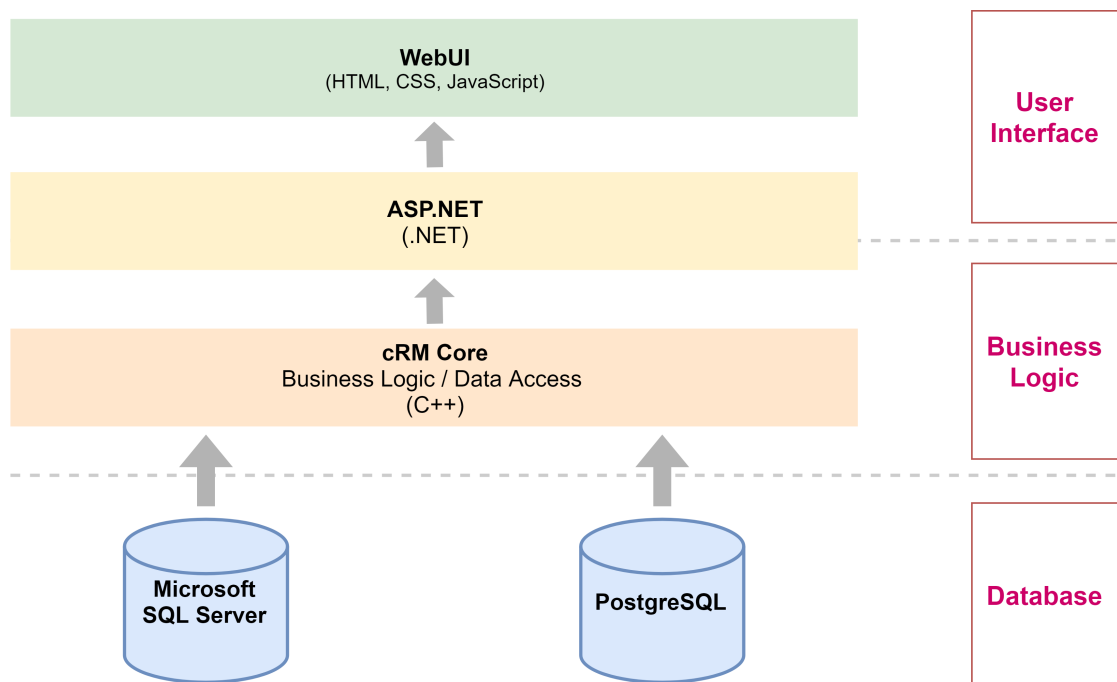 WebUI
(HTML, CSS, JavaScript)
User
Interface
ASP.NET
(.NET)
cRM Core
Business Logic / Data Access
(C++)
Business
Logic
Microsoft
SQL Server
PostgreSQL
Database